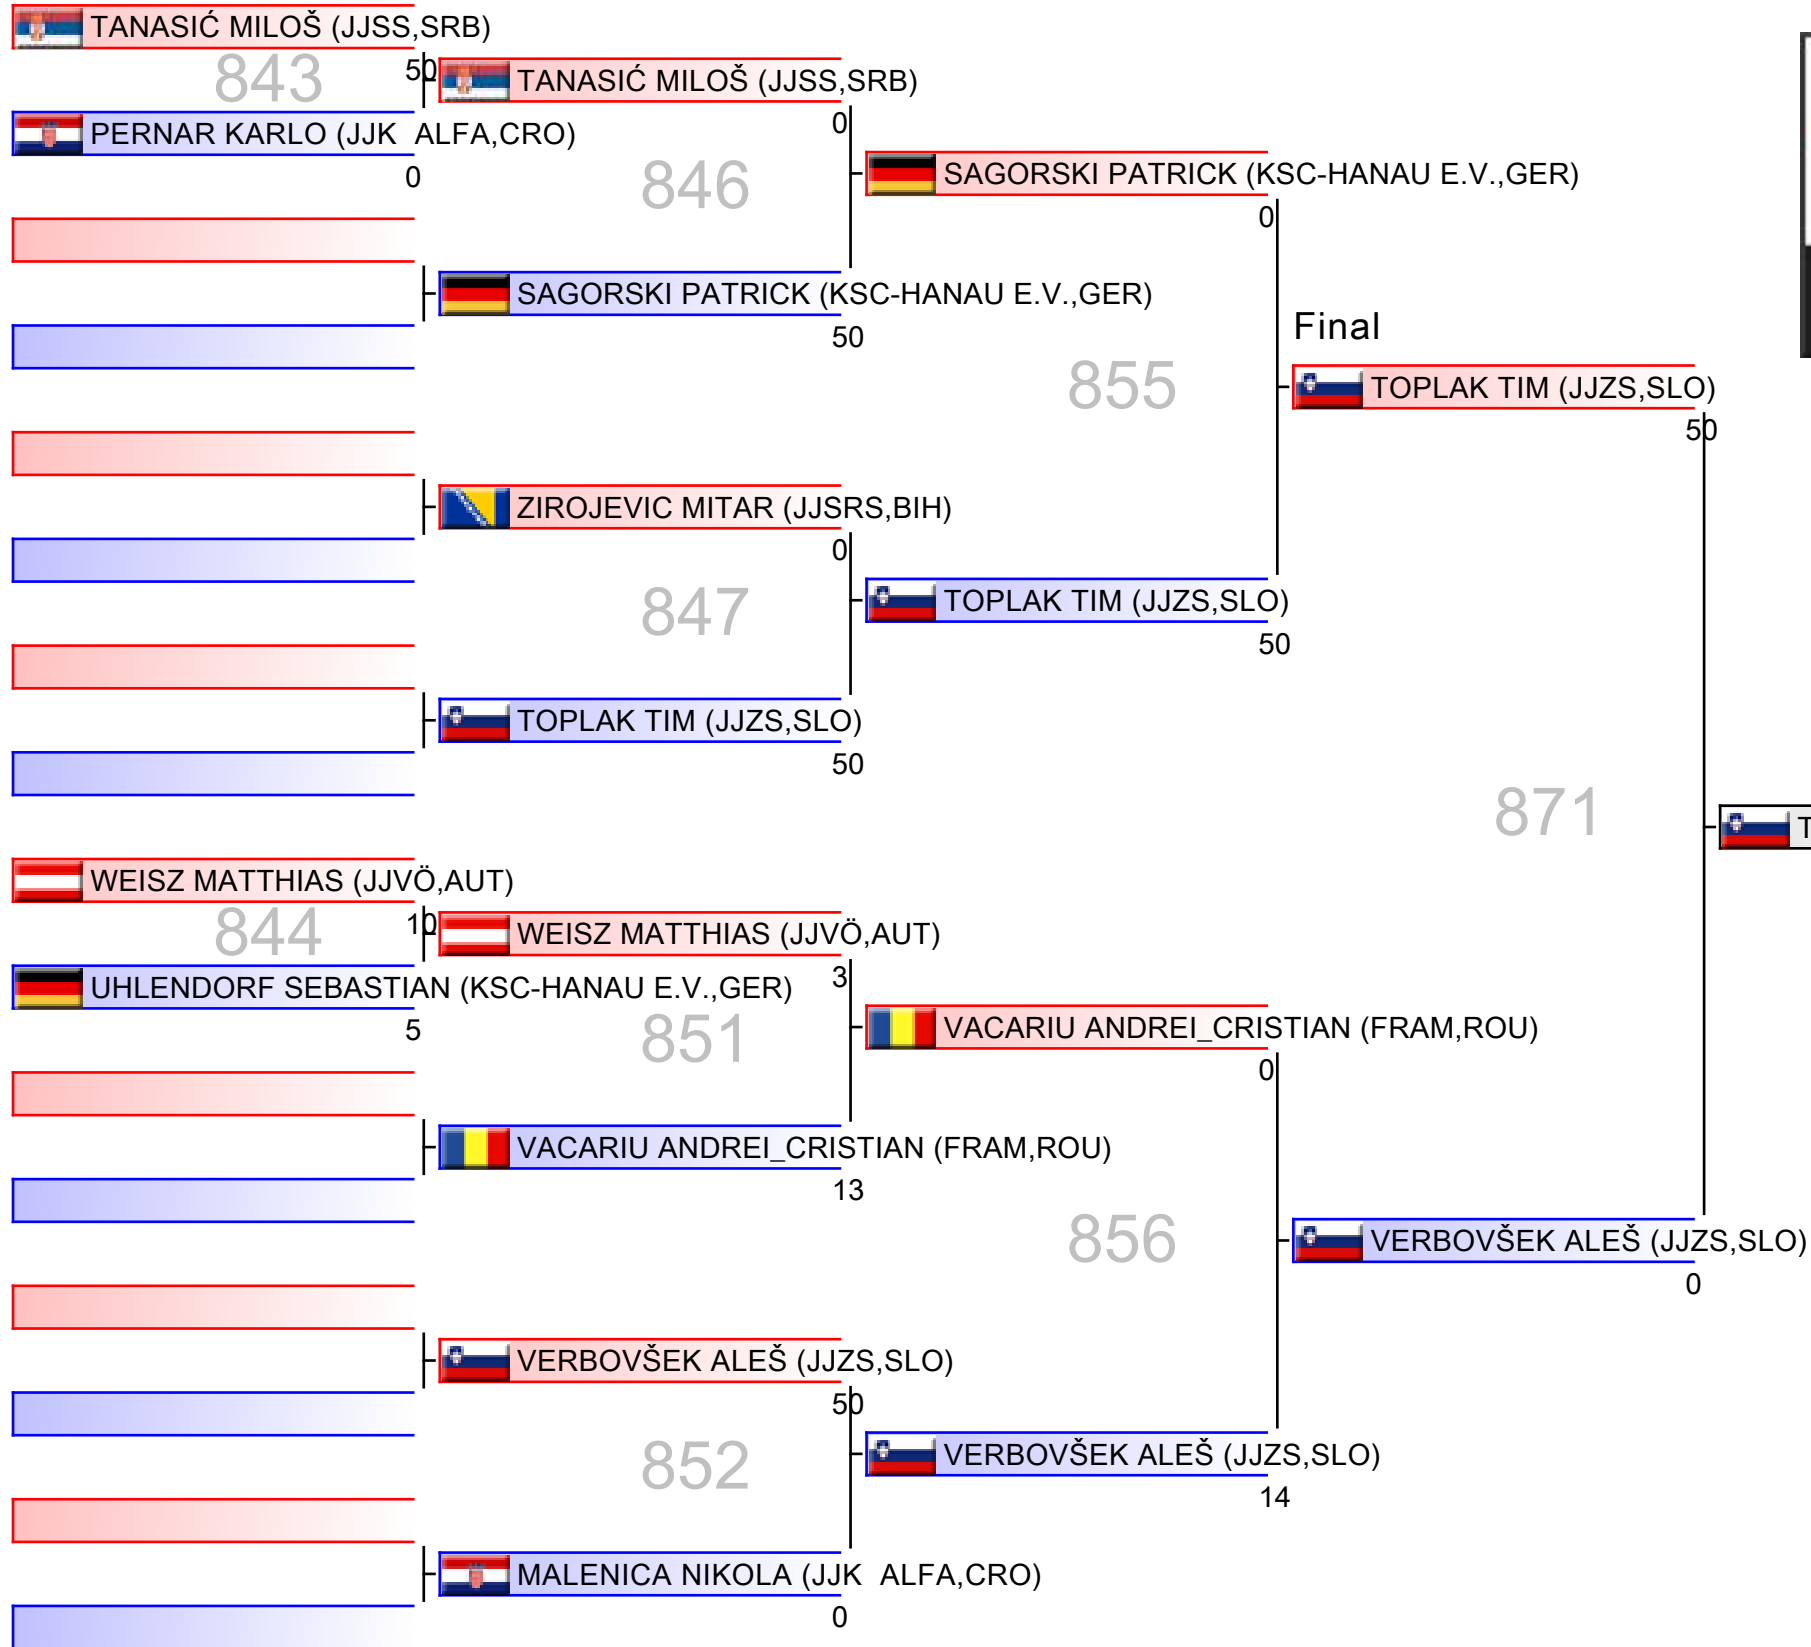 TANASIĆ MILOŠ (JJSS,SRB)
843
50
TANASIĆ MILOŠ (JJSS,SRB)
PERNAR KARLO (JJK  ALFA,CRO)
0
0
846
SAGORSKI PATRICK (KSC-HANAU E.V.,GER)
0
SAGORSKI PATRICK (KSC-HANAU E.V.,GER)
50
Final
855
TOPLAK TIM (JJZS,SLO)
50
ZIROJEVIC MITAR (JJSRS,BIH)
0
847
TOPLAK TIM (JJZS,SLO)
50
TOPLAK TIM (JJZS,SLO)
50
871
T
WEISZ MATTHIAS (JJVÖ,AUT)
844
10
WEISZ MATTHIAS (JJVÖ,AUT)
3
UHLENDORF SEBASTIAN (KSC-HANAU E.V.,GER)
5
851
VACARIU ANDREI_CRISTIAN (FRAM,ROU)
0
VACARIU ANDREI_CRISTIAN (FRAM,ROU)
13
856
VERBOVŠEK ALEŠ (JJZS,SLO)
0
VERBOVŠEK ALEŠ (JJZS,SLO)
50
852
VERBOVŠEK ALEŠ (JJZS,SLO)
14
MALENICA NIKOLA (JJK  ALFA,CRO)
0